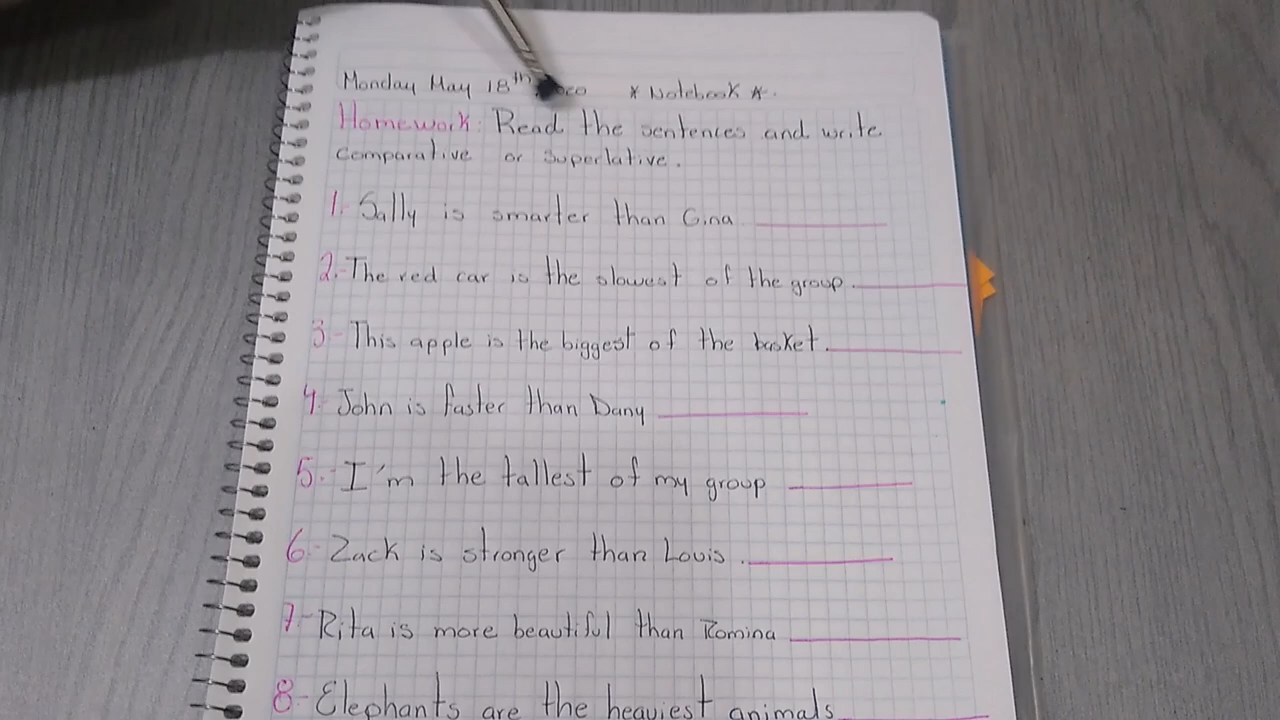 Monday May 18th * Notebook *.
Homework: Read the sentences and write
comparative or superlative.
1.- Sally is smarter than Gina
2.- The red car is the slowest of the group.
3.- This apple is the biggest of the basket.
4.- John is faster than Dany
5.- I'm the tallest of my group
6.- Zack is stronger than Louis.
7.- Rita is more beautiful than Romina
8.- Elephants are the heaviest animals